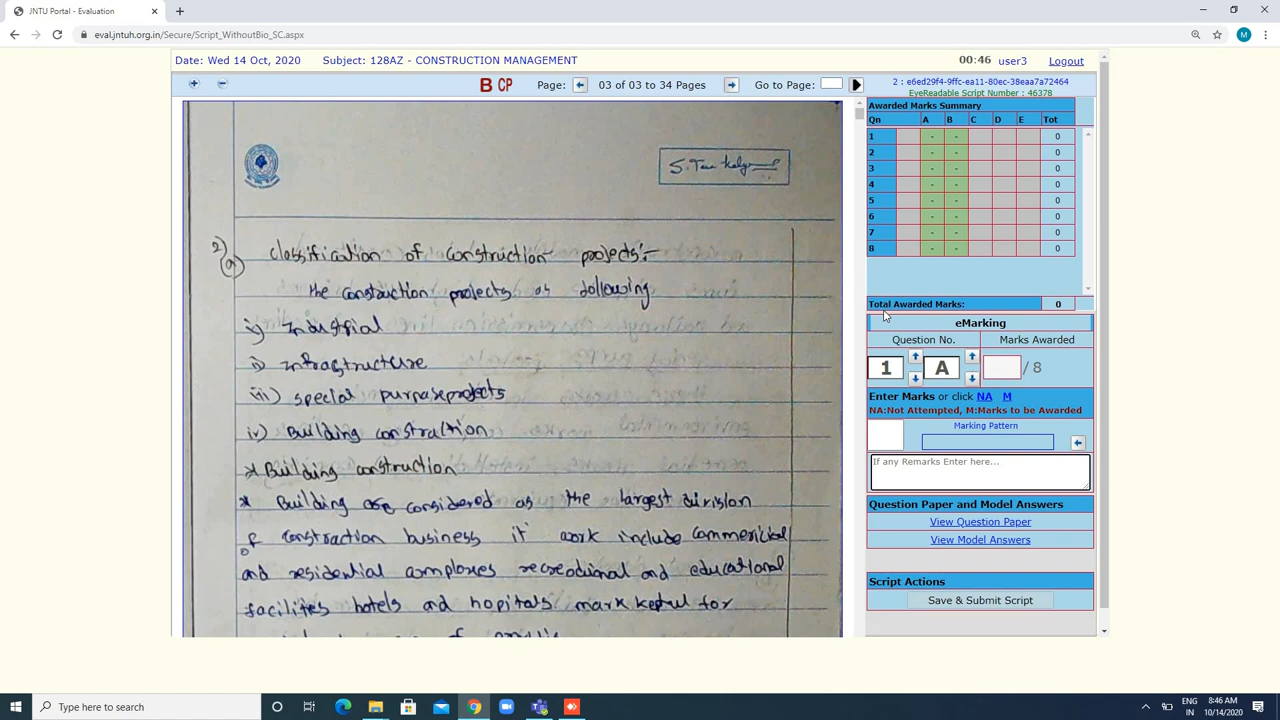 JNTU Portal - Evaluation
eval.jntuh.org.in/Secure/Script_WithoutBio_SC.aspx
M
Date: Wed 14 Oct, 2020 Subject: 128AZ - CONSTRUCTION MANAGEMENT 00:46 user3 Logout
B CP Page: 03 of 03 to 34 Pages Go to Page: 2 : e6ed29f4-9ffc-ea11-80ec-38eaa7a72464
EyeReadable Script Number : 46378
Awarded Marks Summary
Qn A B C D E Tot
1 - - 0
2 - - 0
3 - - 0
4 - - 0
5 - - 0
6 - - 0
7 - - 0
8 - - 0
Total Awarded Marks: 0
eMarking
Question No. Marks Awarded
1 A / 8
Enter Marks or click NA M
NA:Not Attempted, M:Marks to be Awarded
Marking Pattern
If any Remarks Enter here...
Question Paper and Model Answers
View Question Paper
View Model Answers
Script Actions
Save & Submit Script
2)
(a) Classification of Construction projects:-
the Construction projects as following
i) Industrial
ii) infrastructure
iii) special purpose projects
iv) Building construction
* Building construction
* Building are considered as the largest division
of construction business it work include commericial
and residential complexes recreational and educational
facilites hotels and hopitals for
of
Type here to search
ENG
IN
8:46 AM
10/14/2020